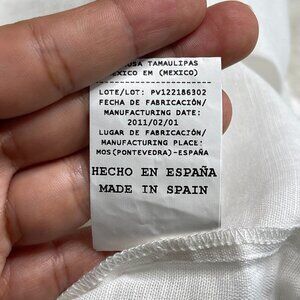 USA TAMAULIPAS
MEXICO EM (MEXICO)
LOTE/LOT: PV122186302
FECHA DE FABRICACIÓN/
MANUFACTURING DATE:
2011/02/01
LUGAR DE FABRICACIÓN/
MANUFACTURING PLACE:
MOS(PONTEVEDRA)-ESPAÑA
HECHO EN ESPAÑA
MADE IN SPAIN